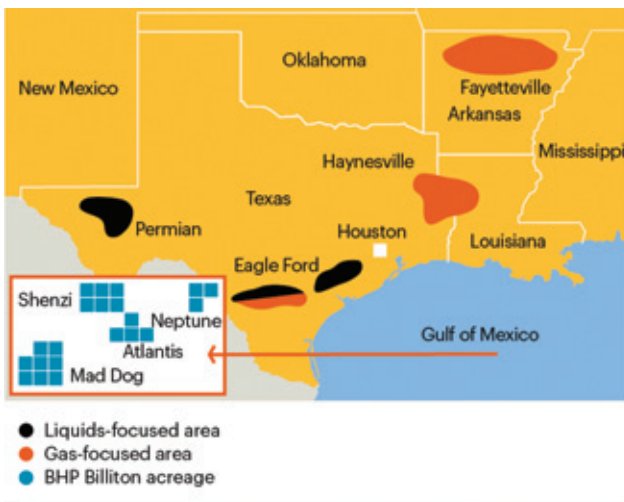 Oklahoma
New Mexico
Fayetteville
Arkansas
Mississippi
Haynesville
Texas
Permian
Houston
Louisiana
Eagle Ford
Shenzi
Neptune
Atlantis
Mad Dog
Gulf of Mexico
Liquids-focused area
Gas-focused area
BHP Billiton acreage